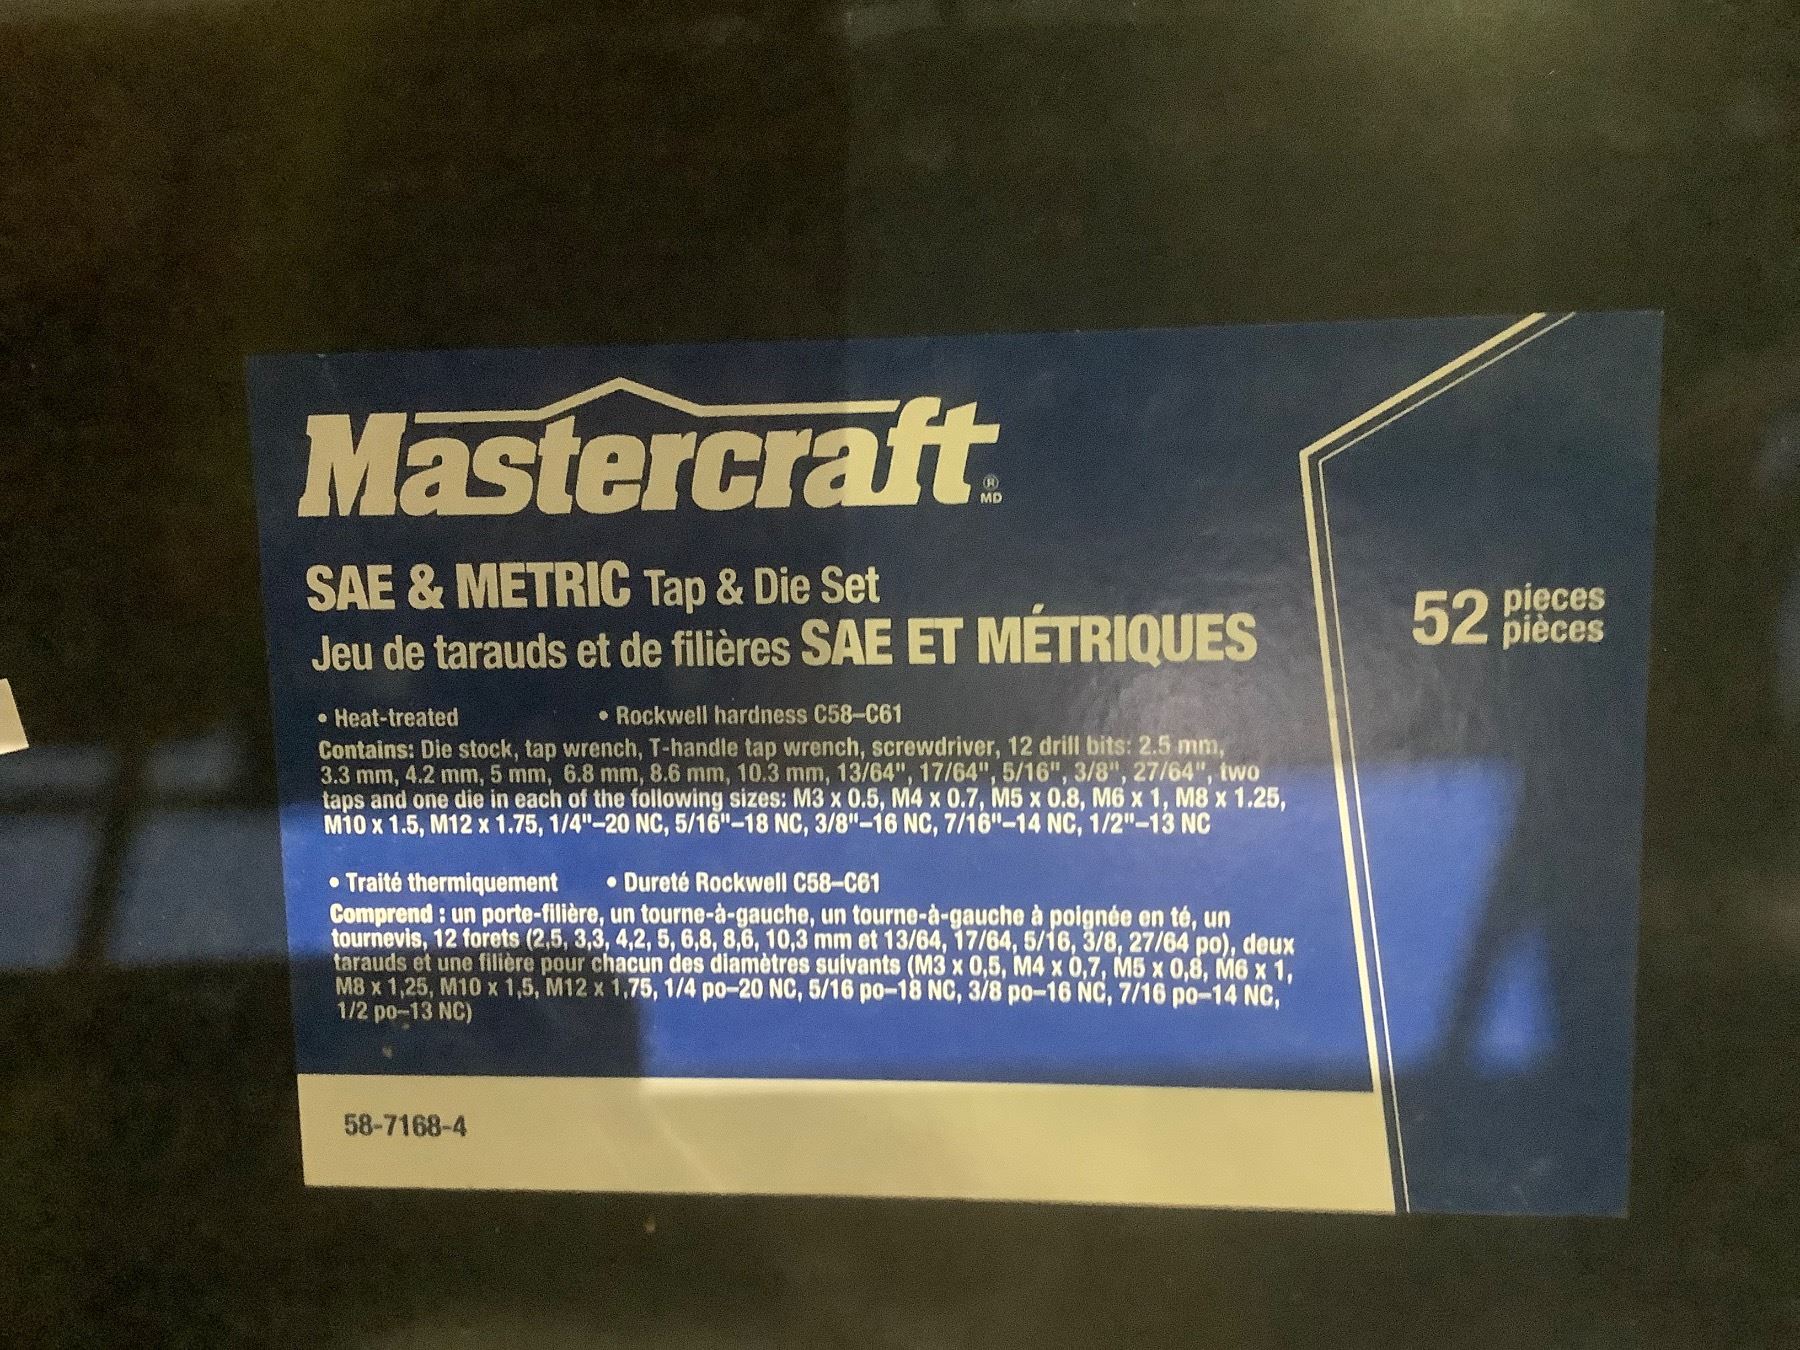 Mastercraft
®
MD
SAE & METRIC Tap & Die Set
Jeu de tarauds et de filières SAE ET MÉTRIQUES
52 pieces
pièces
• Heat-treated • Rockwell hardness C58–C61
Contains: Die stock, tap wrench, T-handle tap wrench, screwdriver, 12 drill bits: 2.5 mm,
3.3 mm, 4.2 mm, 5 mm, 6.8 mm, 8.6 mm, 10.3 mm, 13/64", 17/64", 5/16", 3/8", 27/64", two
taps and one die in each of the following sizes: M3 x 0.5, M4 x 0.7, M5 x 0.8, M6 x 1, M8 x 1.25,
M10 x 1.5, M12 x 1.75, 1/4"–20 NC, 5/16"–18 NC, 3/8"–16 NC, 7/16"–14 NC, 1/2"–13 NC
• Traité thermiquement • Dureté Rockwell C58–C61
Comprend : un porte-filière, un tourne-à-gauche, un tourne-à-gauche à poignée en té, un
tournevis, 12 forets (2,5, 3,3, 4,2, 5, 6,8, 8,6, 10,3 mm et 13/64, 17/64, 5/16, 3/8, 27/64 po), deux
tarauds et une filière pour chacun des diamètres suivants (M3 x 0,5, M4 x 0,7, M5 x 0,8, M6 x 1,
M8 x 1,25, M10 x 1,5, M12 x 1,75, 1/4 po–20 NC, 5/16 po–18 NC, 3/8 po–16 NC, 7/16 po–14 NC,
1/2 po–13 NC)
58-7168-4